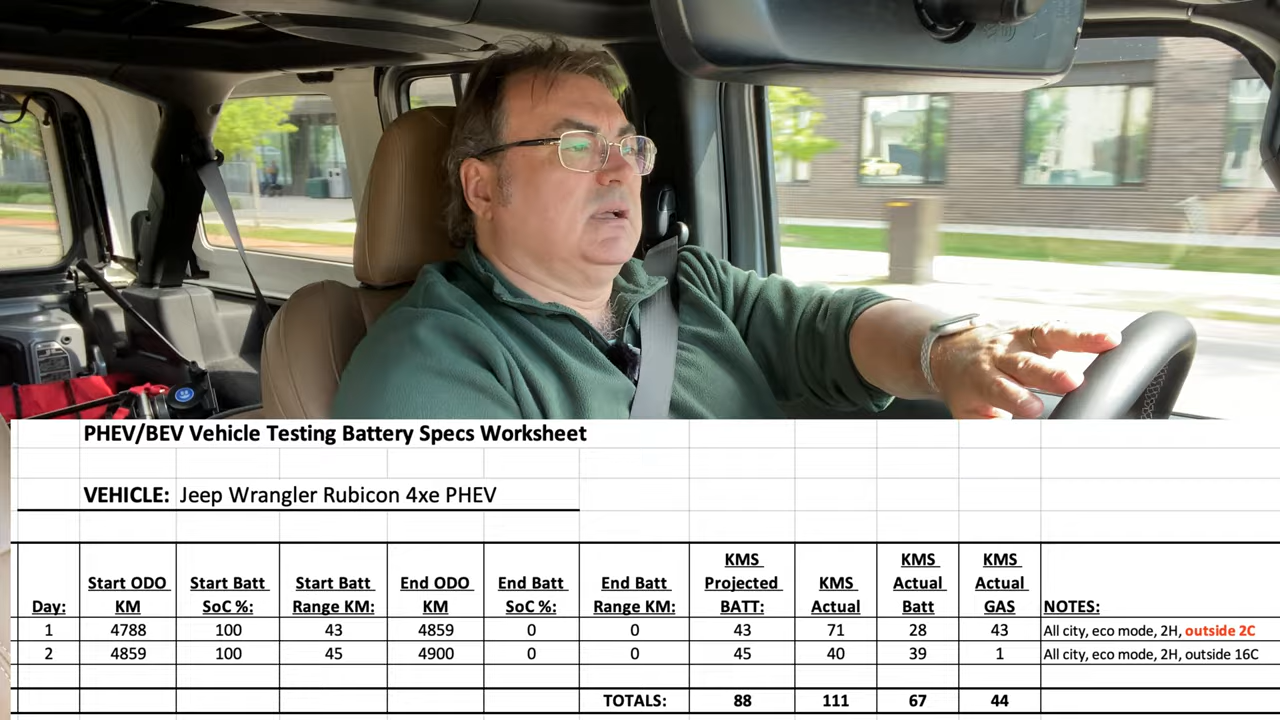 PHEV/BEV Vehicle Testing Battery Specs Worksheet
VEHICLE: Jeep Wrangler Rubicon 4xe PHEV
Day: Start ODO KM Start Batt SoC %: Start Batt Range KM: End ODO KM End Batt SoC %: End Batt Range KM: KMS Projected BATT: KMS Actual KMS Actual Batt KMS Actual GAS NOTES:
1 4788 100 43 4859 0 0 43 71 28 43 All city, eco mode, 2H, outside 2C
2 4859 100 45 4900 0 0 45 40 39 1 All city, eco mode, 2H, outside 16C
TOTALS: 88 111 67 44